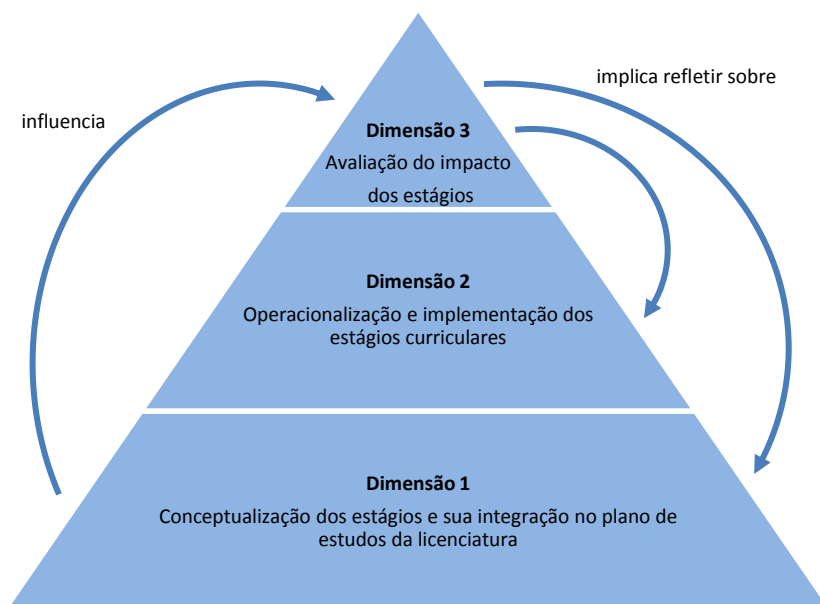 implica refletir sobre
influencia
Dimensão 3
Avaliação do impacto
dos estágios
Dimensão 2
Operacionalização e implementação dos
estágios curriculares
Dimensão 1
Conceptualização dos estágios e sua integração no plano de
estudos da licenciatura